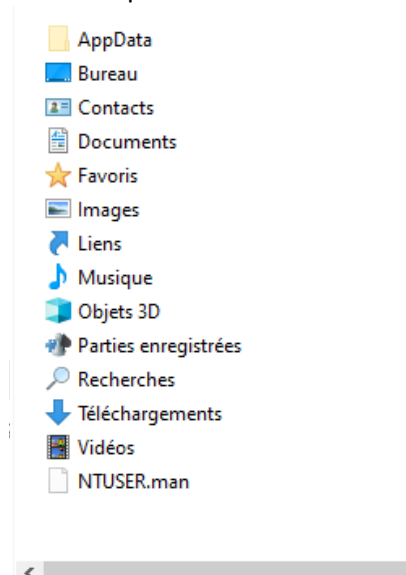 AppData
Bureau
Contacts
Documents
Favoris
Images
Liens
Musique
Objets 3D
Parties enregistrées
Recherches
Téléchargements
Vidéos
NTUSER.man